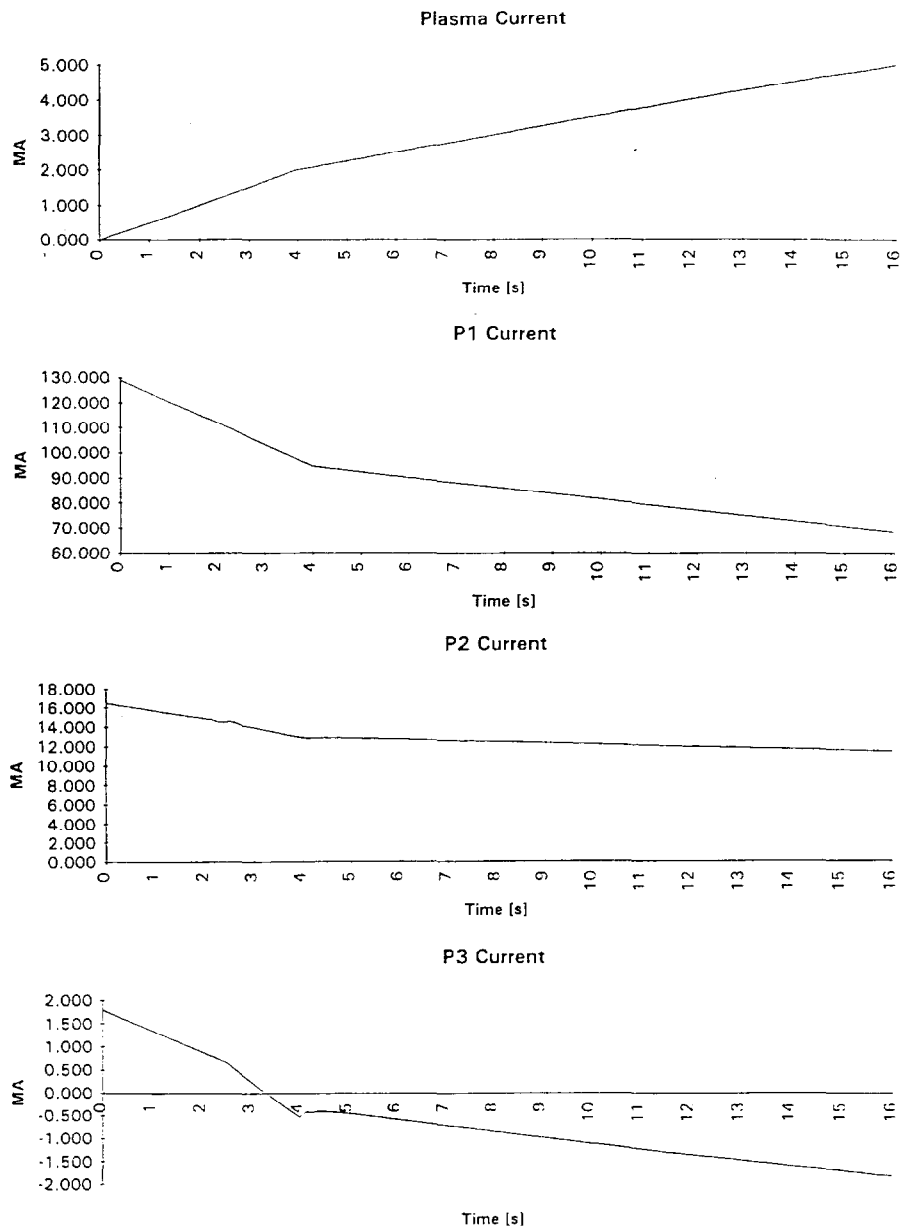 Plasma Current
5.000
4.000
3.000
2.000
1.000
0.000
MA
0 1 2 3 4 5 6 7 8 9 10 11 12 13 14 15 16
Time [s]
P1 Current
130.000
120.000
110.000
100.000
90.000
80.000
70.000
60.000
MA
0 1 2 3 4 5 6 7 8 9 10 11 12 13 14 15 16
Time [s]
P2 Current
18.000
16.000
14.000
12.000
10.000
8.000
6.000
4.000
2.000
0.000
MA
0 1 2 3 4 5 6 7 8 9 10 11 12 13 14 15 16
Time [s]
P3 Current
2.000
1.500
1.000
0.500
0.000
-0.500
-1.000
-1.500
-2.000
MA
0 1 2 3 4 5 6 7 8 9 10 11 12 13 14 15 16
Time [s]